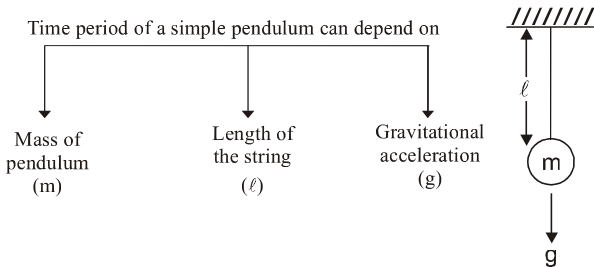 Time period of a simple pendulum can depend on
Mass of
pendulum
(m)
Length of
the string
(ℓ)
Gravitational
acceleration
(g)
ℓ
m
g